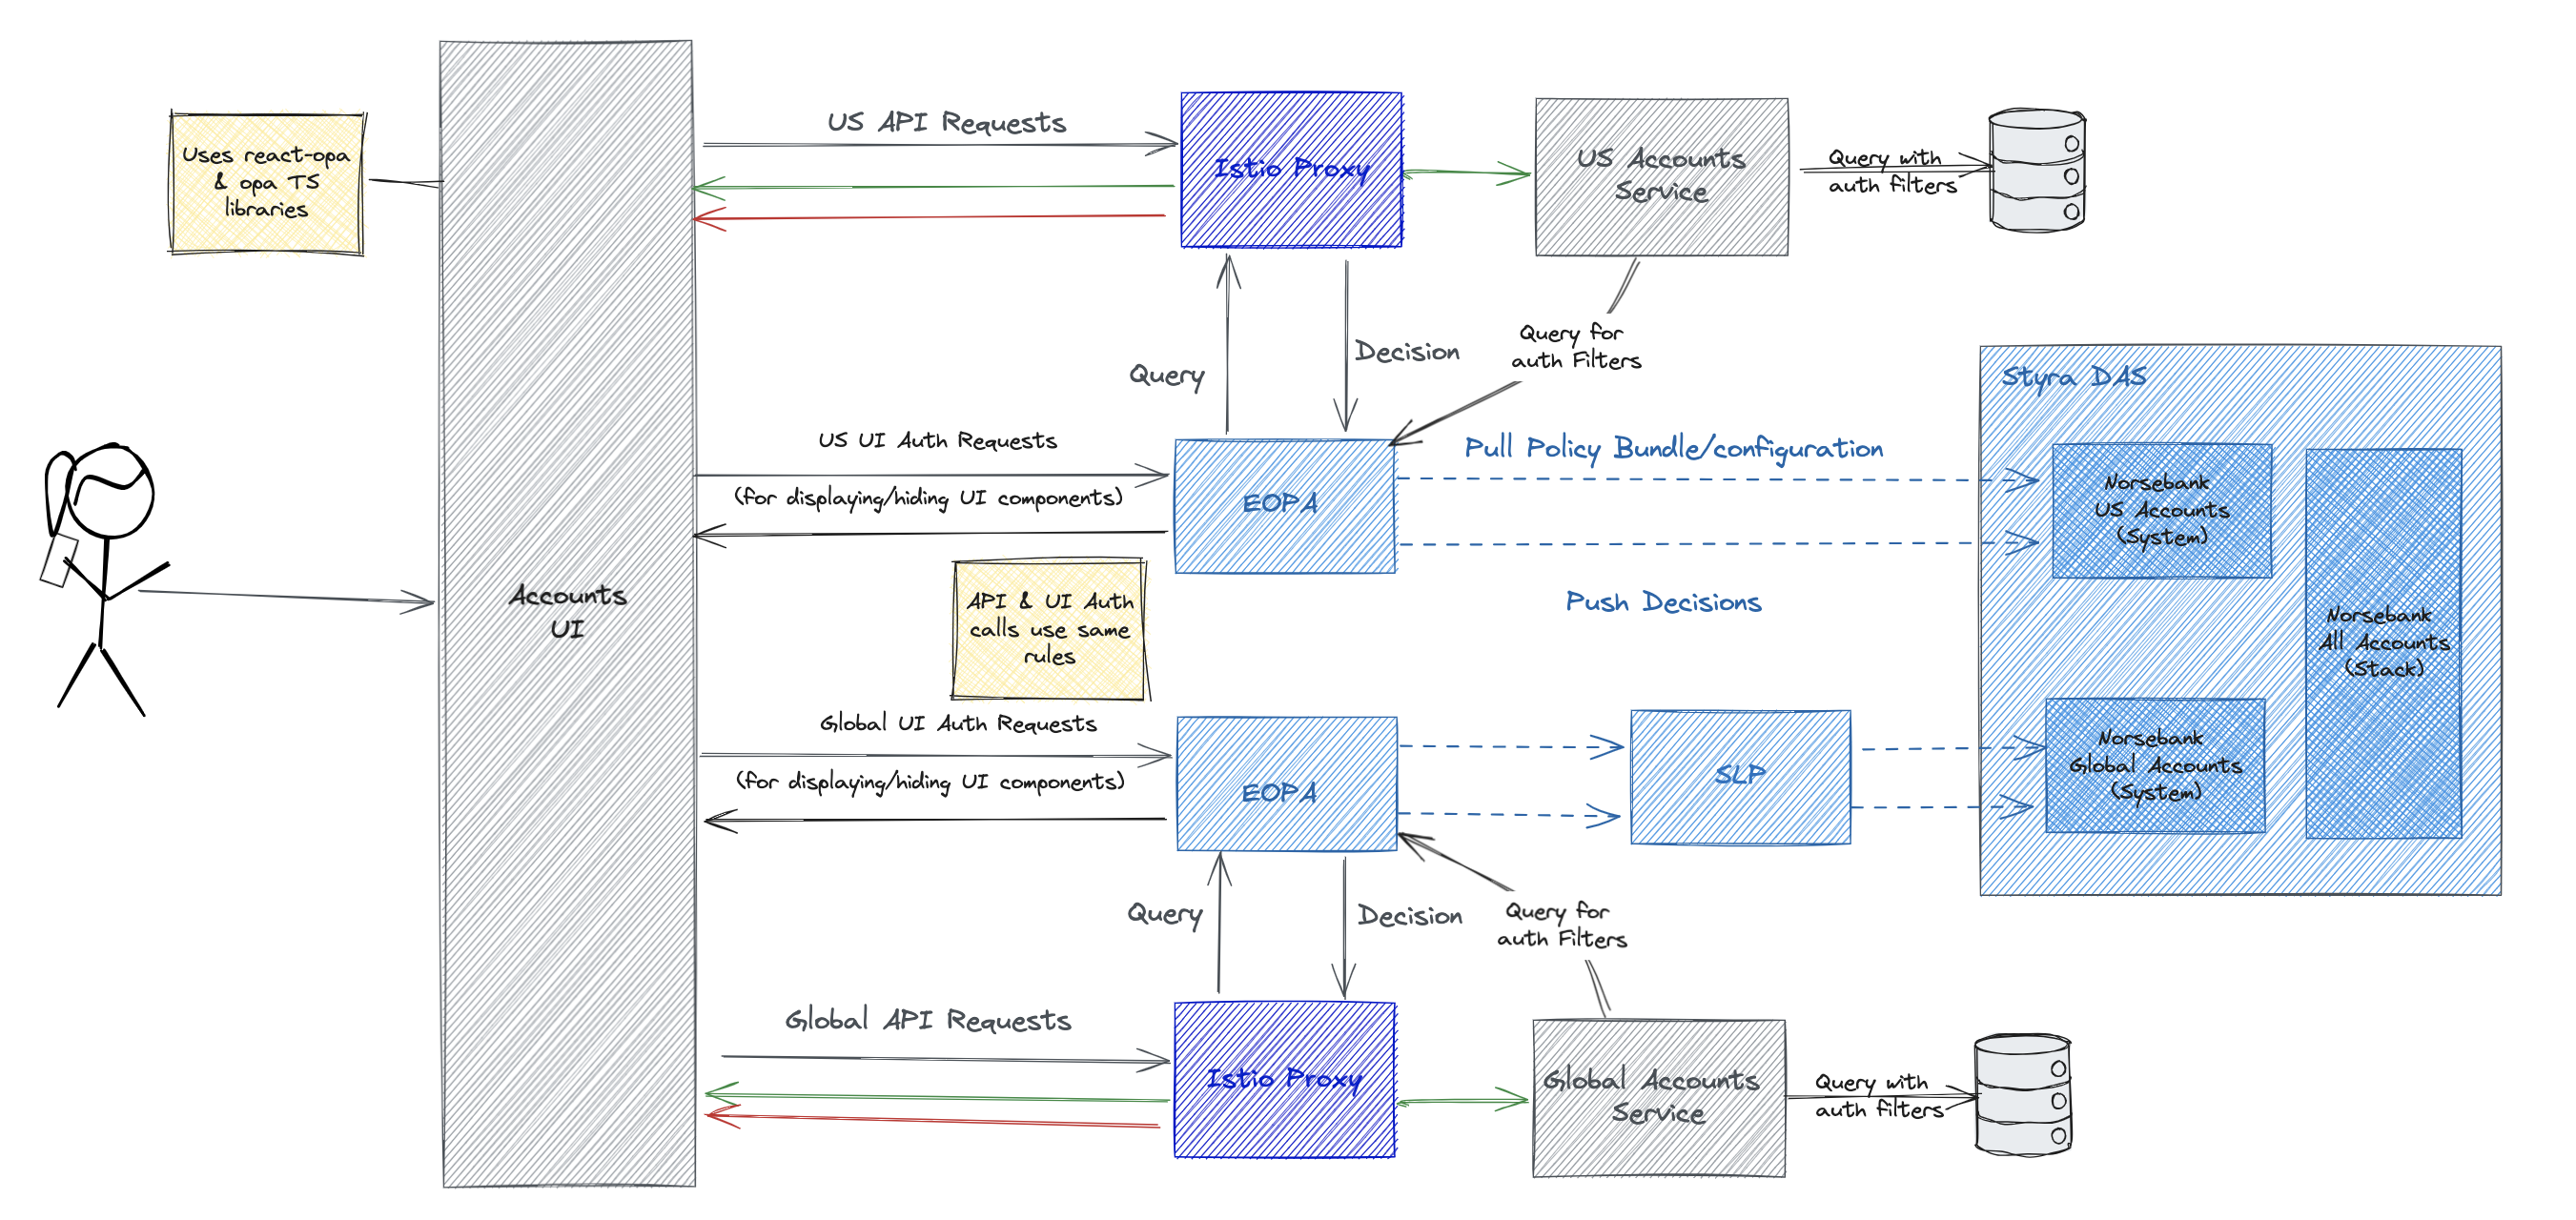 Uses react-opa
& opa TS
libraries
Accounts
UI
US API Requests
Istio Proxy
US Accounts
Service
Query with
auth filters
Query
Decision
Query for
auth Filters
US UI Auth Requests
(for displaying/hiding UI components)
EOPA
Pull Policy Bundle/configuration
Push Decisions
Styra DAS
Norsebank
US Accounts
(System)
Norsebank
All Accounts
(Stack)
Norsebank
Global Accounts
(System)
API & UI Auth
calls use same
rules
Global UI Auth Requests
(for displaying/hiding UI components)
EOPA
SLP
Query
Decision
Query for
auth Filters
Global API Requests
Istio Proxy
Global Accounts
Service
Query with
auth filters